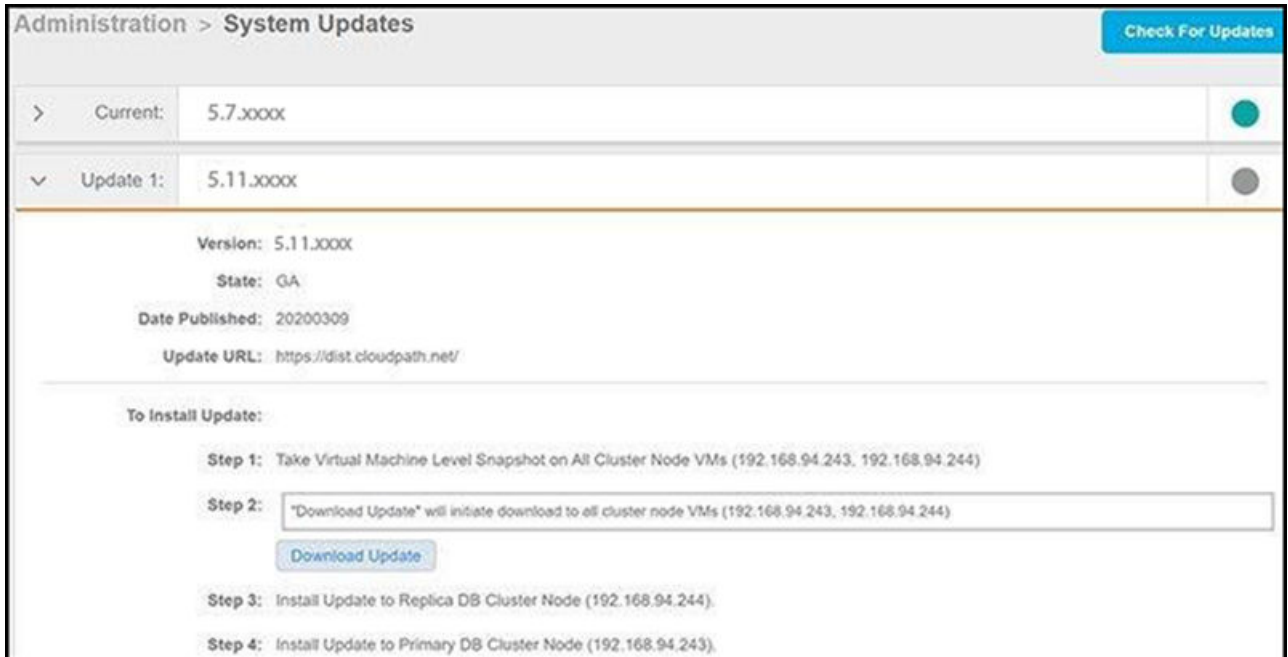 Administration > System Updates
Check For Updates
> Current: 5.7.xxxx
Update 1: 5.11.xxxx
Version: 5.11.xxxx
State: GA
Date Published: 20200309
Update URL: https://dist.cloudpath.net/
To Install Update:
Step 1: Take Virtual Machine Level Snapshot on All Cluster Node VMs (192.168.94.243, 192.168.94.244)
Step 2: "Download Update" will initiate download to all cluster node VMs (192.168.94.243, 192.168.94.244)
Download Update
Step 3: Install Update to Replica DB Cluster Node (192.168.94.244).
Step 4: Install Update to Primary DB Cluster Node (192.168.94.243).